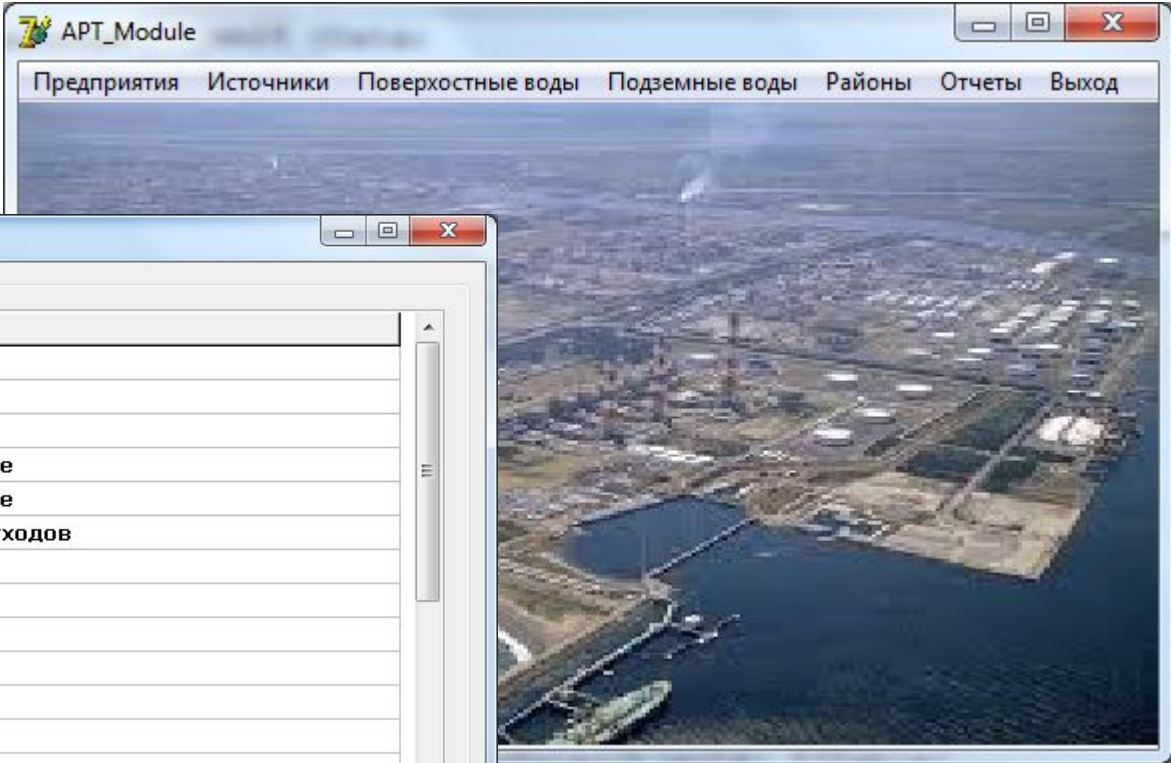 APT_Module
Предприятия Источники Поверхостные воды Подземные воды Районы Отчеты Выход
е
е
ходов